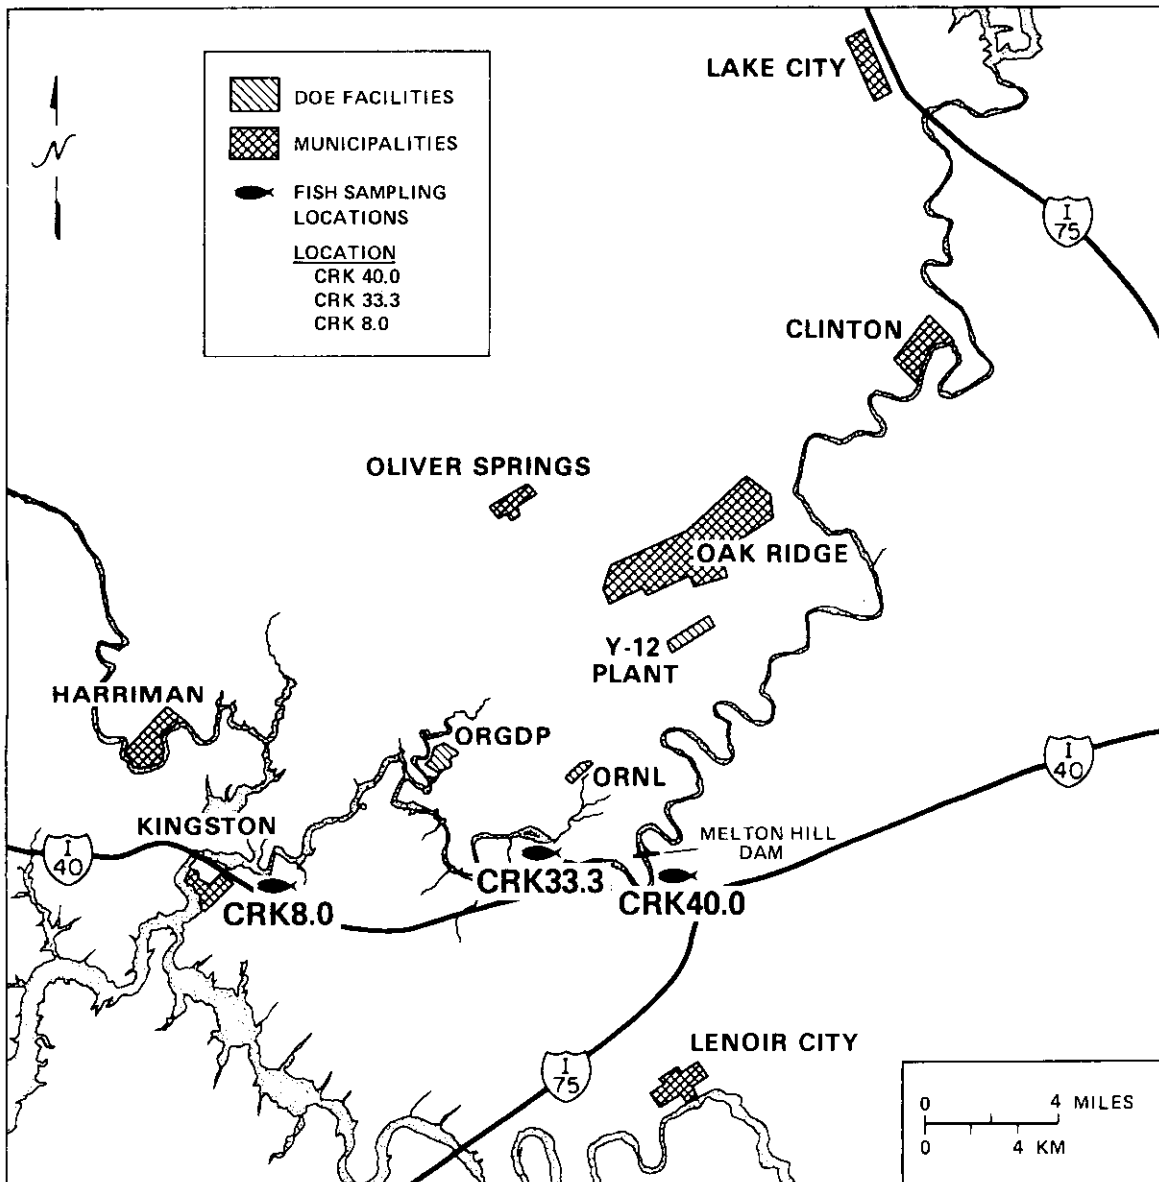 LAKE CITY
DOE FACILITIES
MUNICIPALITIES
FISH SAMPLING
LOCATIONS
LOCATION
CRK 40.0
CRK 33.3
CRK 8.0
N
I
75
CLINTON
OLIVER SPRINGS
OAK RIDGE
Y-12
PLANT
HARRIMAN
ORGDP
ORNL
I
40
KINGSTON
MELTON HILL
DAM
I
40
CRK33.3
CRK40.0
CRK8.0
LENOIR CITY
I
75
0 4 MILES
0 4 KM